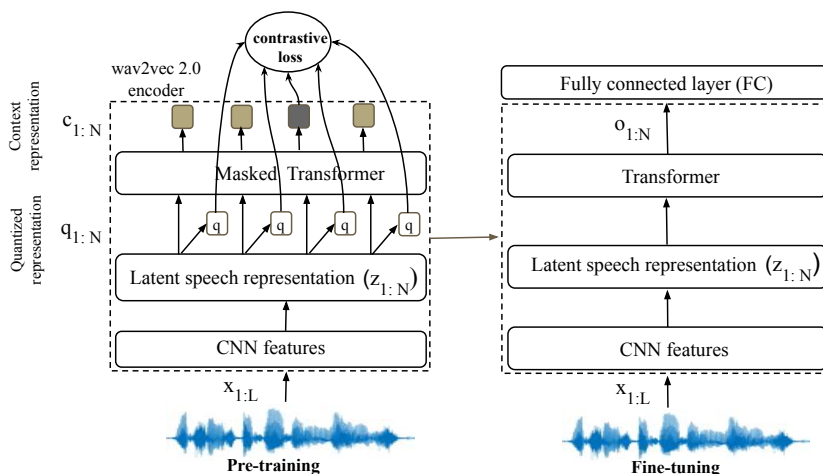 contrastive
loss
wav2vec 2.0
encoder
Context
representation
c1: N
Masked Transformer
Quantized
representation
q1: N
q q q q
Latent speech representation (z1: N)
CNN features
x1:L
Pre-training
Fully connected layer (FC)
o1:N
Transformer
Latent speech representation (z1: N)
CNN features
x1:L
Fine-tuning